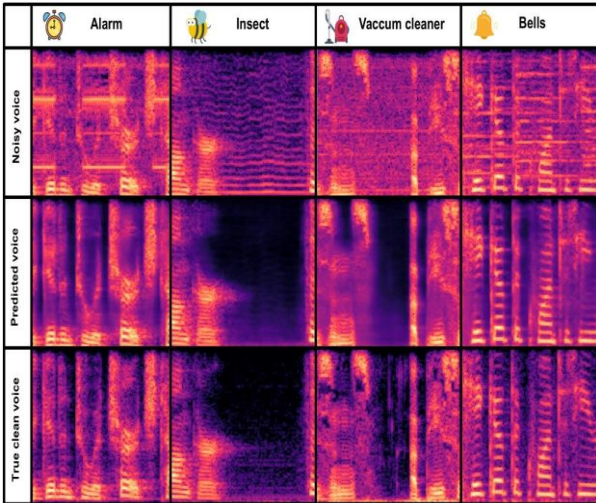 Alarm
Insect
Vaccum cleaner
Bells
Noisy voice
Predicted voice
True clean voice